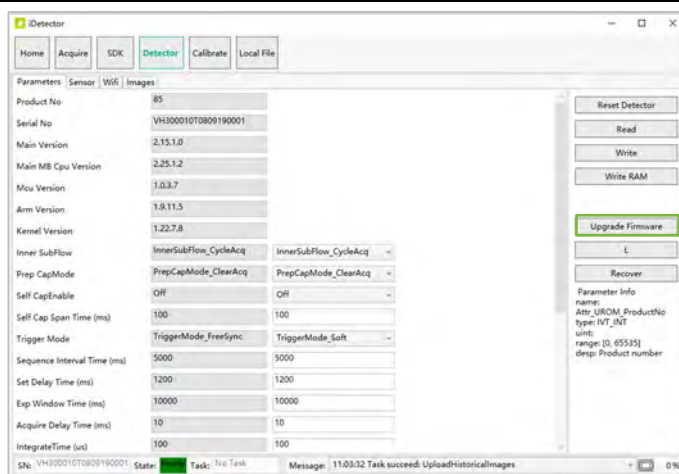 iDetector
Home Acquire SDK Detector Calibrate Local File
Parameters Sensor Wifi Images
Product No 85
Serial No VH300010T0809190001
Main Version 2.15.1.0
Main MB Cpu Version 2.25.1.2
Mcu Version 1.0.3.7
Arm Version 1.9.11.5
Kernel Version 1.22.7.8
Inner SubFlow InnerSubFlow_CycleAcq InnerSubFlow_CycleAcq
Prep CapMode PrepCapMode_ClearAcq PrepCapMode_ClearAcq
Self CapEnable Off Off
Self Cap Span Time (ms) 100 100
Trigger Mode TriggerMode_FreeSync TriggerMode_Soft
Sequence Interval Time (ms) 5000 5000
Set Delay Time (ms) 1200 1200
Exp Window Time (ms) 10000 10000
Acquire Delay Time (ms) 10 10
IntegrateTime (us) 100 100
Reset Detector
Read
Write
Write RAM
Upgrade Firmware
L
Recover
Parameter Info
name:
Attr_UROM_ProductNo
type: IVT_INT
uint:
range: [0, 65535]
desp: Product number
SN: VH300010T0809190001 State: Ready Task: No Task Message: 11:03:32 Task succeed: UploadHistoricalImages 0%